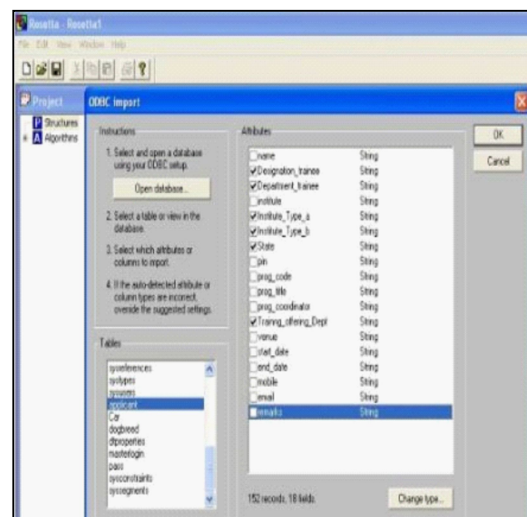 Rosetta - Rosetta1
File Edit View Window Help
Project
Structures
Algorithms
ODBC import
Instructions
1. Select and open a database
using your ODBC setup.
Open database...
2. Select a table or view in the
database.
3. Select which attributes or
columns to import.
4. If the auto-detected attribute or
column types are incorrect,
override the suggested settings.
Tables
sysreferences
systypes
sysusers
applicant
Car
dogbreed
dtproperties
masterlogin
pass
sysconstraints
syssegments
Attributes
name String
Designation_trainee String
Department_trainee String
institute String
Institute_Type_a String
Institute_Type_b String
State String
pin String
prog_code String
prog_title String
prog_coordinator String
Training_offering_Dept String
venue String
start_date String
end_date String
mobile String
email String
remarks String
152 records, 18 fields.
Change type...
OK
Cancel